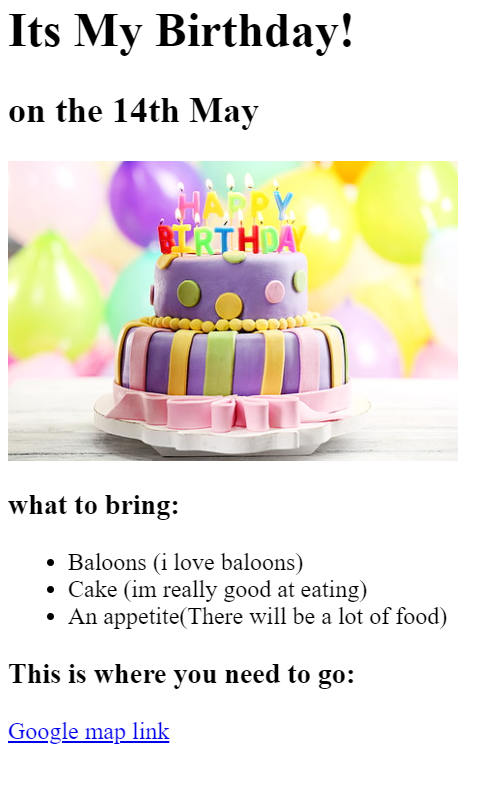 Its My Birthday!
on the 14th May
HAPPY
BIRTHDAY
what to bring:
Baloons (i love baloons)
Cake (im really good at eating)
An appetite(There will be a lot of food)
This is where you need to go:
Google map link